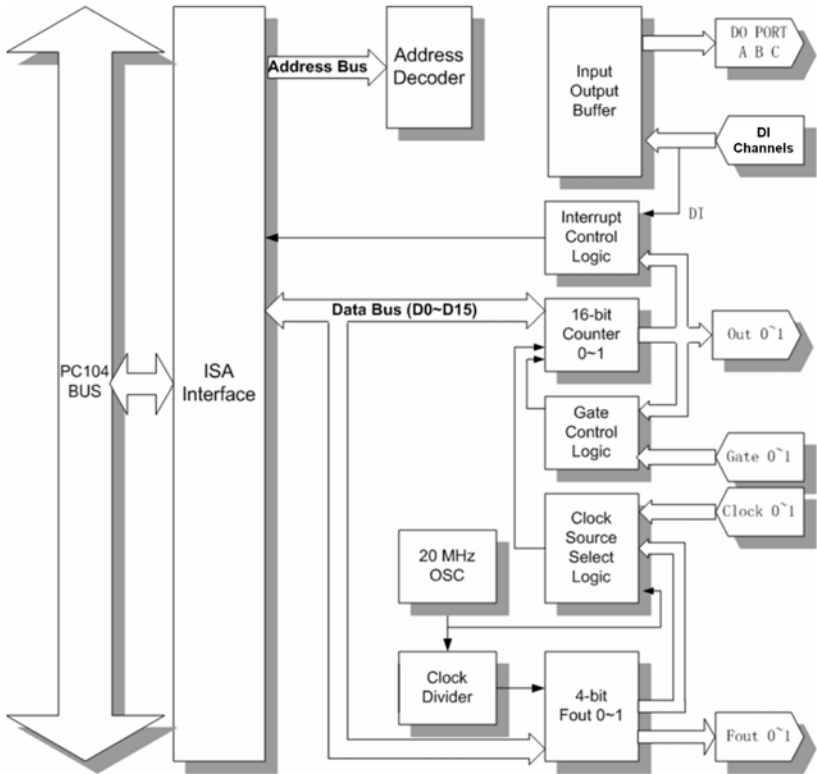 PC104
BUS
ISA
Interface
Address Bus
Address
Decoder
Input
Output
Buffer
DO PORT
A B C
DI
Channels
DI
Interrupt
Control
Logic
Data Bus (D0~D15)
16-bit
Counter
0~1
Out 0~1
Gate
Control
Logic
Gate 0~1
Clock
Source
Select
Logic
Clock 0~1
20 MHz
OSC
Clock
Divider
4-bit
Fout 0~1
Fout 0~1